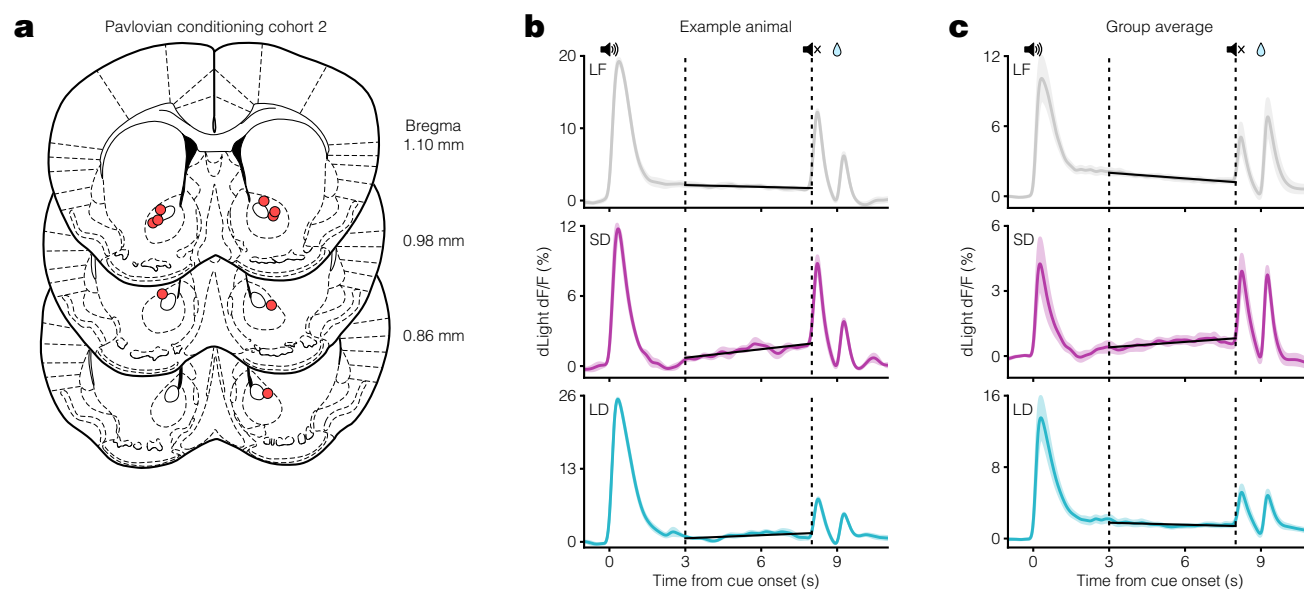 a
Pavlovian conditioning cohort 2
Bregma
1.10 mm
0.98 mm
0.86 mm
b
Example animal
LF
20
10
0
SD
12
6
0
LD
26
13
0
dLight dF/F (%)
0 3 6 9
Time from cue onset (s)
c
Group average
LF
12
6
0
SD
6
3
0
LD
16
8
0
dLight dF/F (%)
0 3 6 9
Time from cue onset (s)